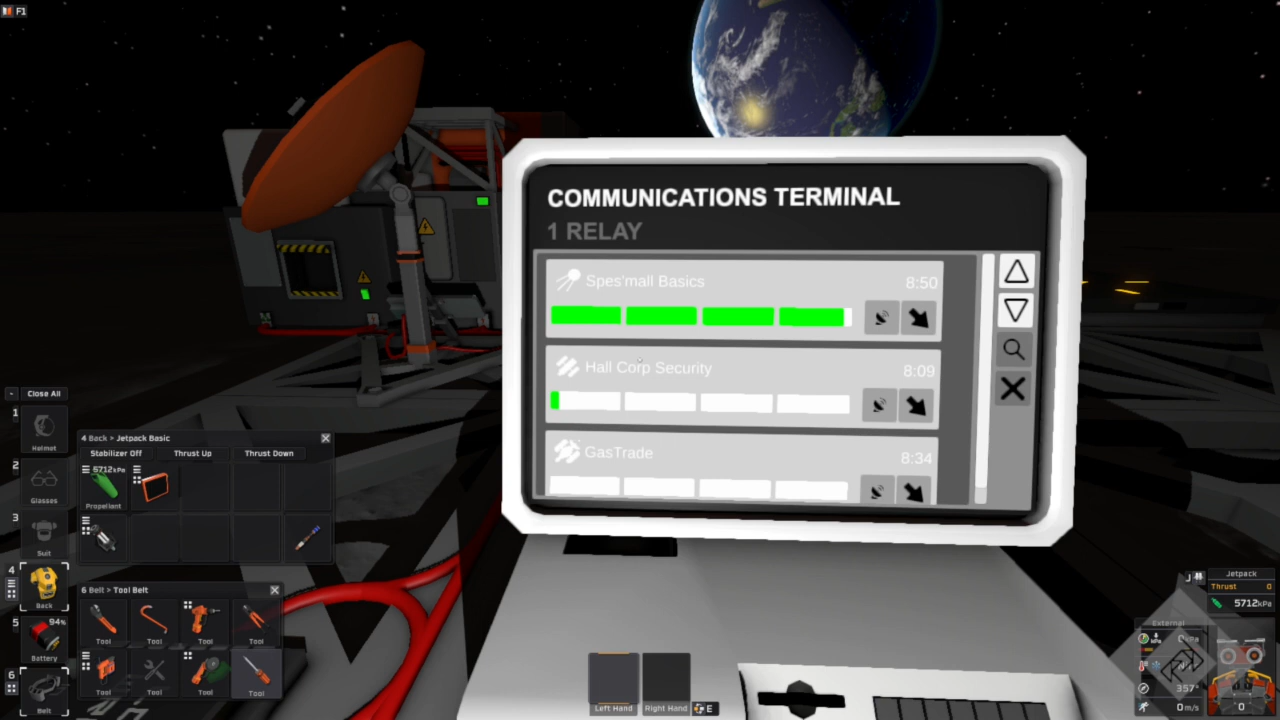 F1
COMMUNICATIONS TERMINAL
1 RELAY
Spes'mall Basics
8:50
Hall Corp Security
8:09
GasTrade
8:34
- Close All
1
Helmet
2
Glasses
3
Suit
4
Back
5
94%
Battery
6
Belt
4 Back > Jetpack Basic
Stabilizer Off Thrust Up Thrust Down
5712kPa
Propellant
6 Belt > Tool Belt
Tool Tool Tool Tool
Tool Tool Tool Tool
Left Hand Right Hand E
J
Jetpack
Thrust 0
5712kPa
External
357°
0m/s
0